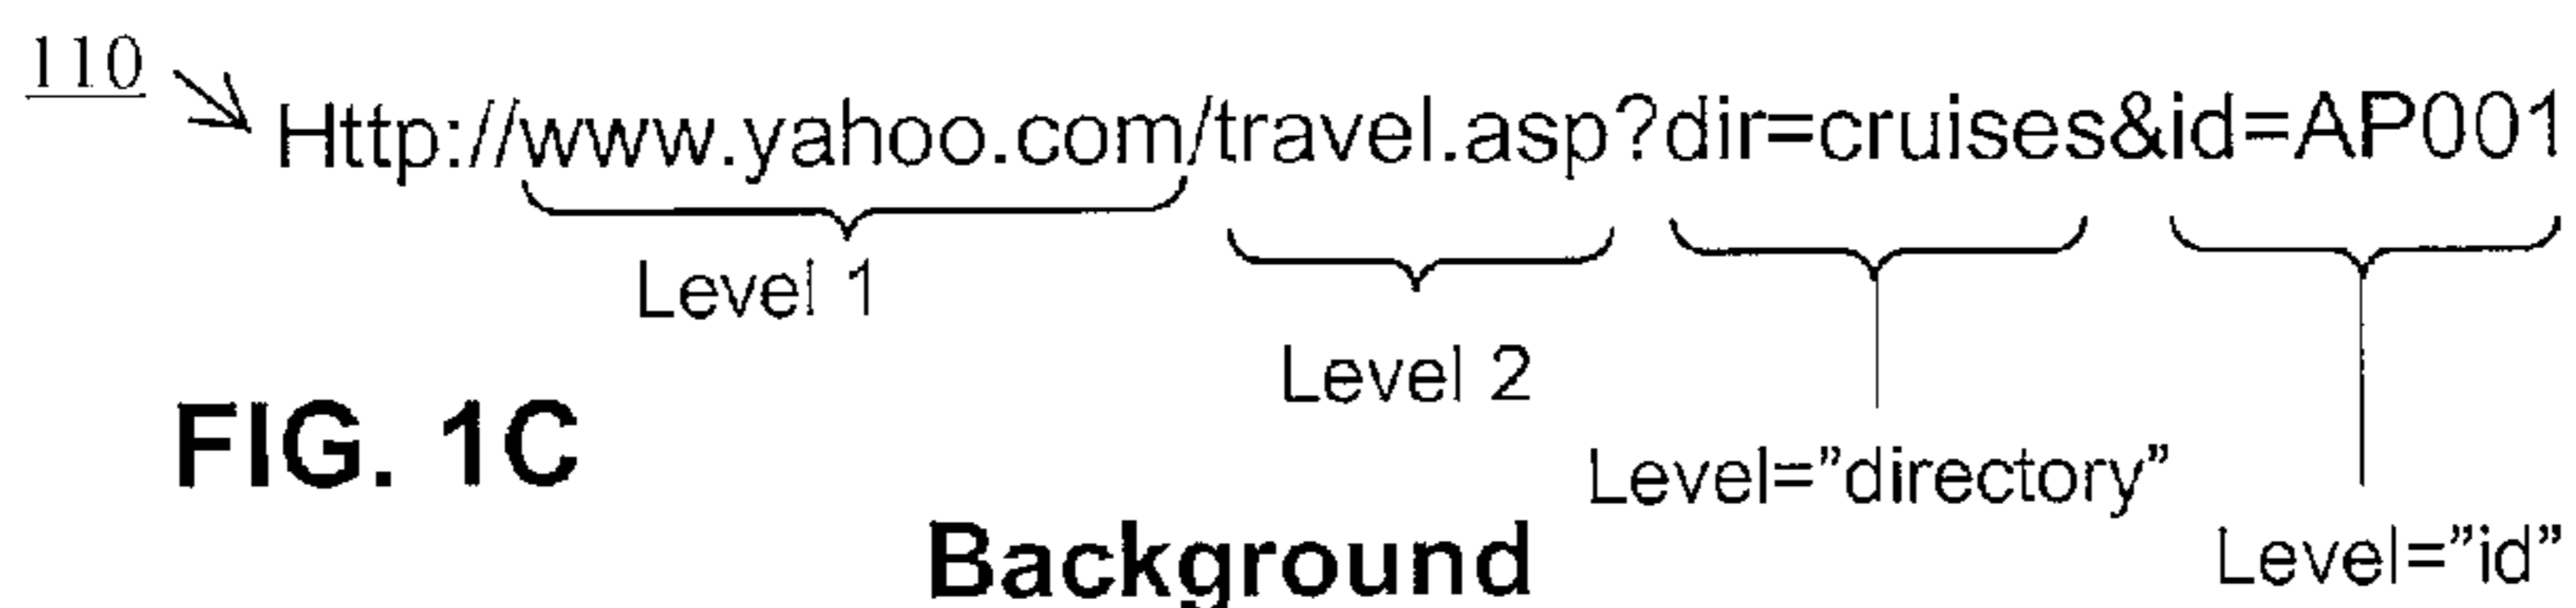 110
Http://www.yahoo.com/travel.asp?dir=cruises&id=AP001
Level 1
Level 2
FIG. 1C
Level=”directory”
Background
Level=”id”